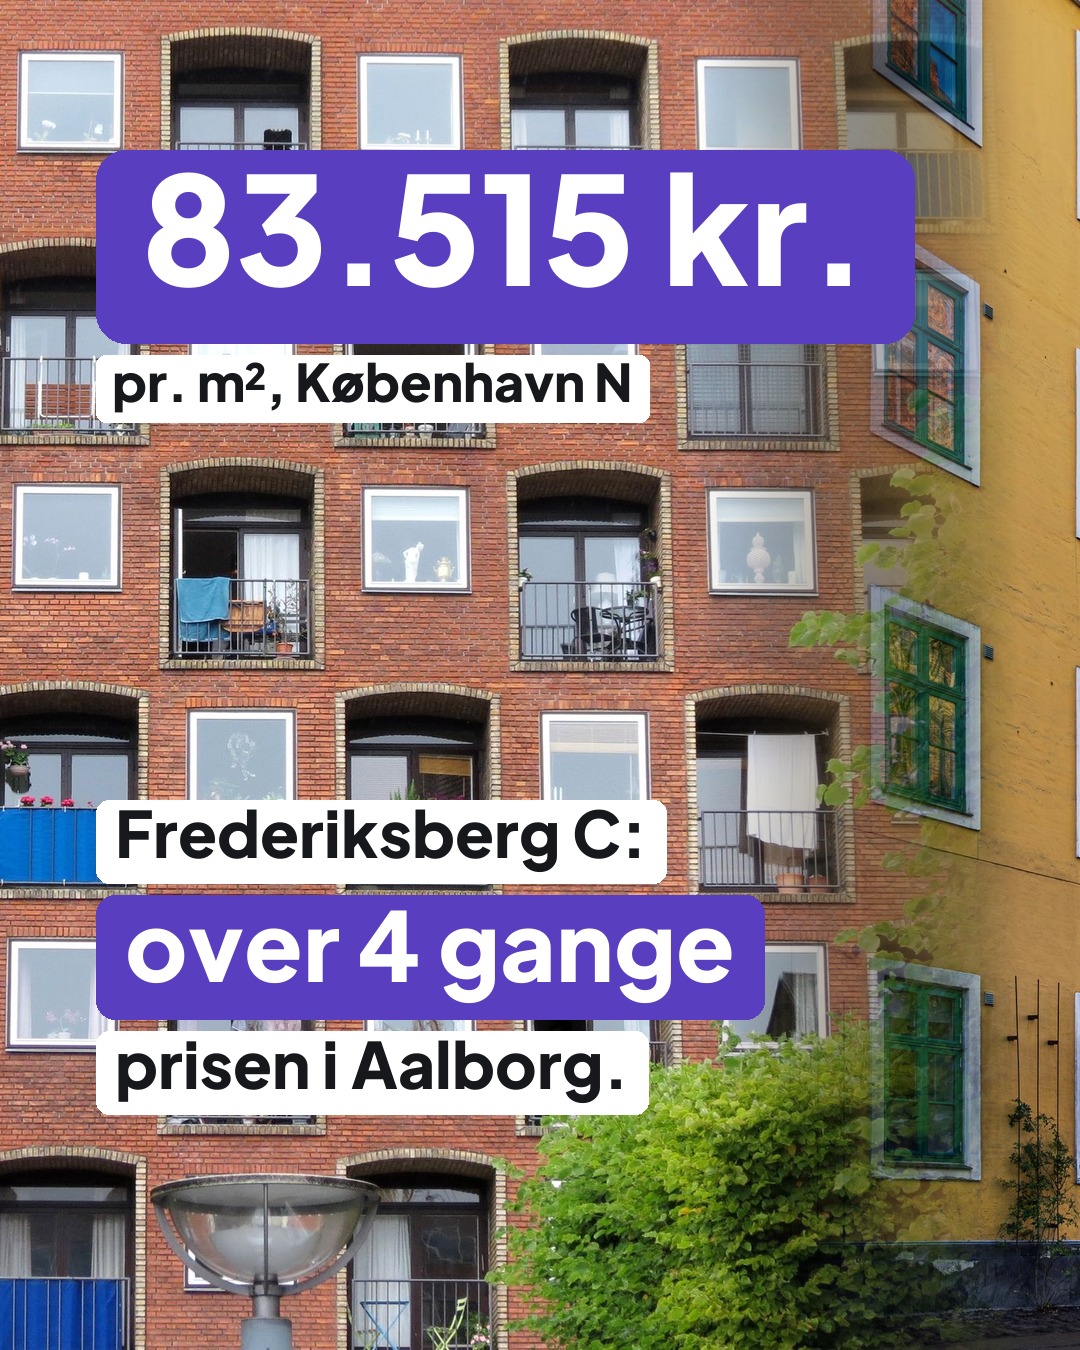 83.515 kr.
pr. m², København N
Frederiksberg C:
over 4 gange
prisen i Aalborg.